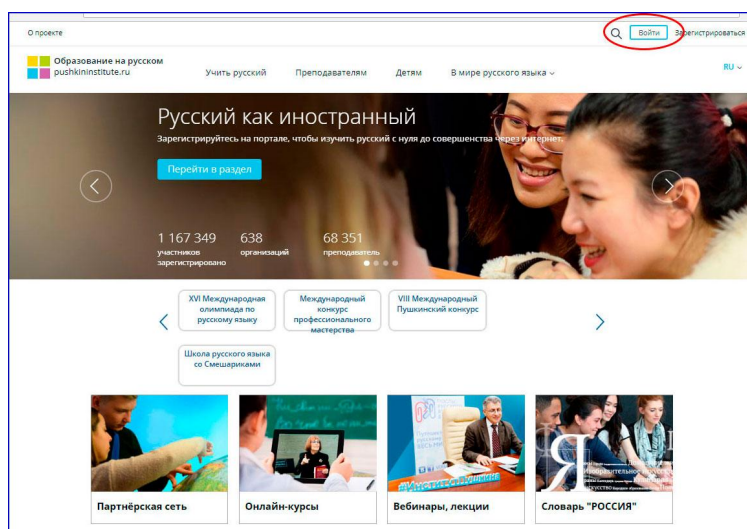 О проекте
Войти
Зарегистрироваться
Образование на русском
pushkininstitute.ru
Учить русский
Преподавателям
Детям
В мире русского языка
RU
Русский как иностранный
Зарегистрируйтесь на портале, чтобы изучить русский с нуля до совершенства через интернет.
Перейти в раздел
1 167 349
участников
зарегистрировано
638
организаций
68 351
преподаватель
XVI Международная
олимпиада по
русскому языку
Международный
конкурс
профессионального
мастерства
VIII Международный
Пушкинский конкурс
Школа русского языка
со Смешариками
#ИнститутПушкина
Я
Изобразительное искусство
Партнёрская сеть
Онлайн-курсы
Вебинары, лекции
Словарь "РОССИЯ"